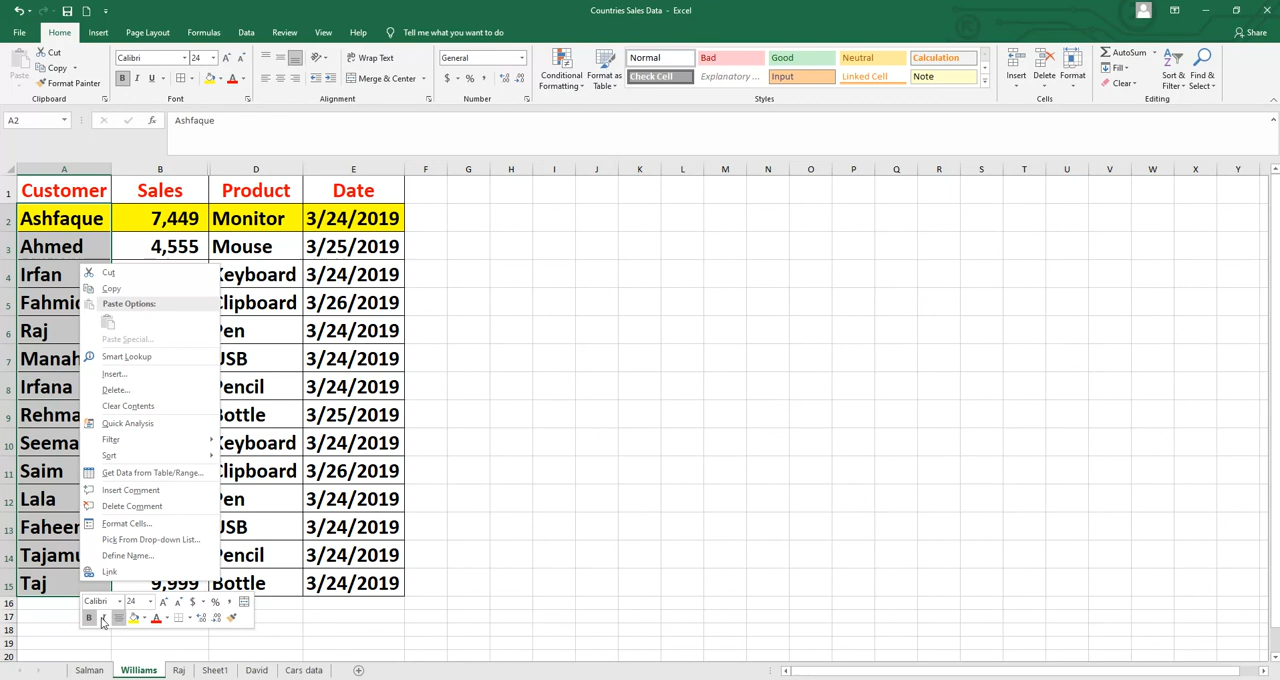 Countries Sales Data - Excel
File Home Insert Page Layout Formulas Data Review View Help Tell me what you want to do Share
Paste Cut Copy Format Painter
Calibri 24 B I U A
Wrap Text Merge & Center
General $ % ,
Conditional Formatting Format as Table
Normal Bad Good Neutral Calculation
Check Cell Explanatory ... Input Linked Cell Note
Insert Delete Format
AutoSum Fill Clear Sort & Filter Find & Select
Clipboard Font Alignment Number Styles Cells Editing
A2 fx Ashfaque
A B D E F G H I J K L M N O P Q R S T U V W X Y
1 Customer Sales Product Date
2 Ashfaque 7,449 Monitor 3/24/2019
3 Ahmed 4,555 Mouse 3/25/2019
4 Irfan Keyboard 3/24/2019
5 Fahmid Clipboard 3/26/2019
6 Raj Pen 3/24/2019
7 Manah USB 3/24/2019
8 Irfana Pencil 3/24/2019
9 Rehma Bottle 3/25/2019
10 Seema Keyboard 3/24/2019
11 Saim Clipboard 3/26/2019
12 Lala Pen 3/24/2019
13 Faheen USB 3/24/2019
14 Tajamu Pencil 3/24/2019
15 Taj 9,999 Bottle 3/24/2019
16
17
18
19
20
Cut
Copy
Paste Options:
Paste Special...
Smart Lookup
Insert...
Delete...
Clear Contents
Quick Analysis
Filter
Sort
Get Data from Table/Range...
Insert Comment
Delete Comment
Format Cells...
Pick From Drop-down List...
Define Name...
Link
Calibri 24 A A $ % ,
B I A
Salman Williams Raj Sheet1 David Cars data